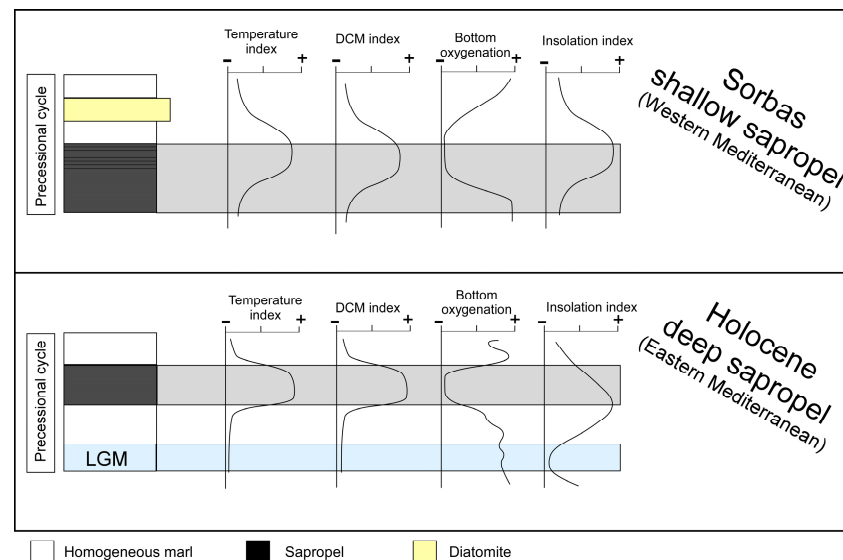 Precessional cycle
Temperature
index
-
+
DCM index
-
+
Bottom
oxygenation
-
+
Insolation index
-
+
Sorbas
shallow sapropel
(Western Mediterranean)
Precessional cycle
LGM
Temperature
index
-
+
DCM index
-
+
Bottom
oxygenation
-
+
Insolation index
-
+
Holocene
deep sapropel
(Eastern Mediterranean)
Homogeneous marl
Sapropel
Diatomite